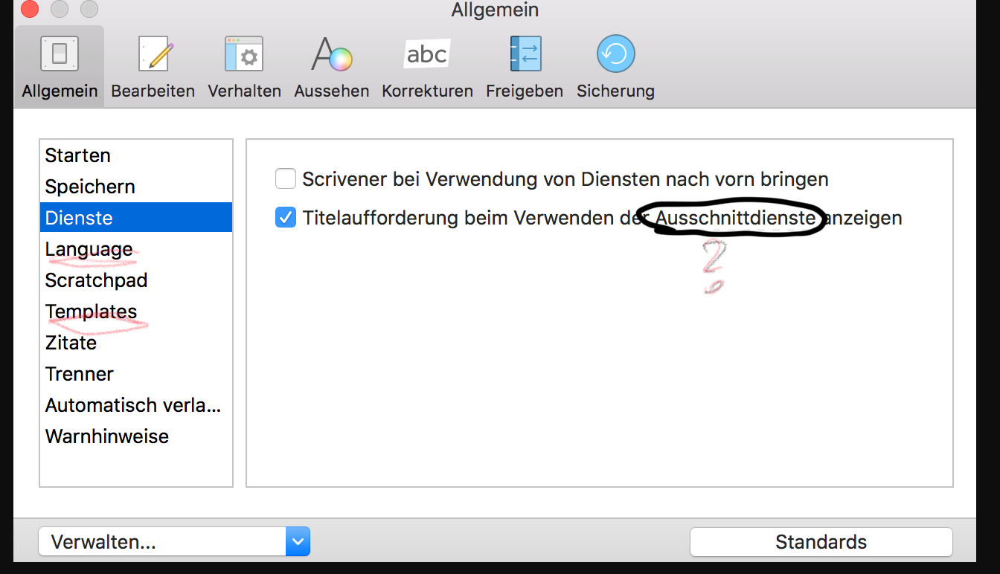 Allgemein
Allgemein Bearbeiten Verhalten Aussehen abc Korrekturen Freigeben Sicherung
Starten
Speichern
Dienste
Language
Scratchpad
Templates
Zitate
Trenner
Automatisch verla...
Warnhinweise
Scrivener bei Verwendung von Diensten nach vorn bringen
Titelaufforderung beim Verwenden der Ausschnittdienste anzeigen
?
Verwalten...
Standards